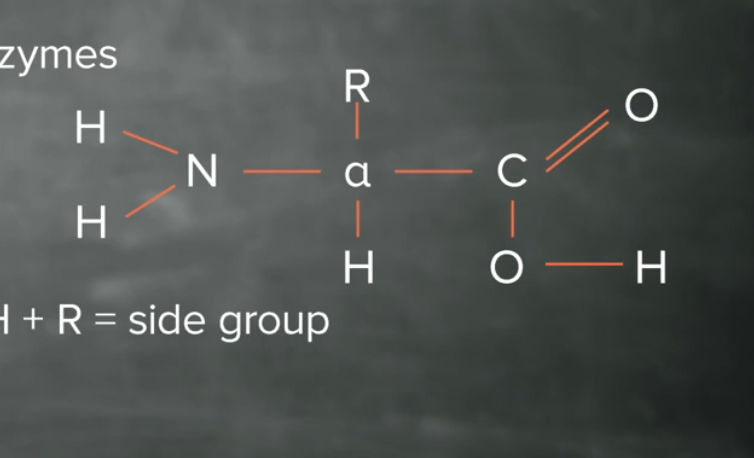 zymes
R
O
H
N α C
H
H O H
H + R = side group